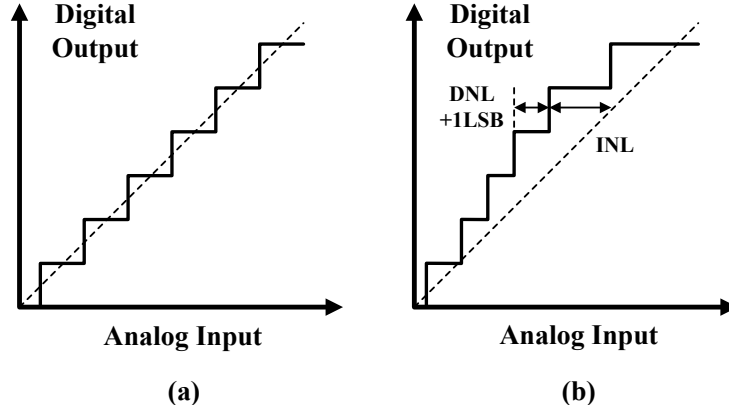 Digital
Output
Analog Input
(a)
Digital
Output
DNL
+1LSB
INL
Analog Input
(b)